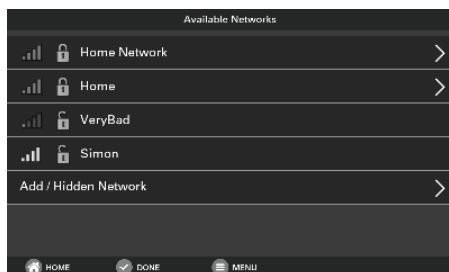 Available Networks
Home Network
Home
VeryBad
Simon
Add / Hidden Network
HOME DONE MENU